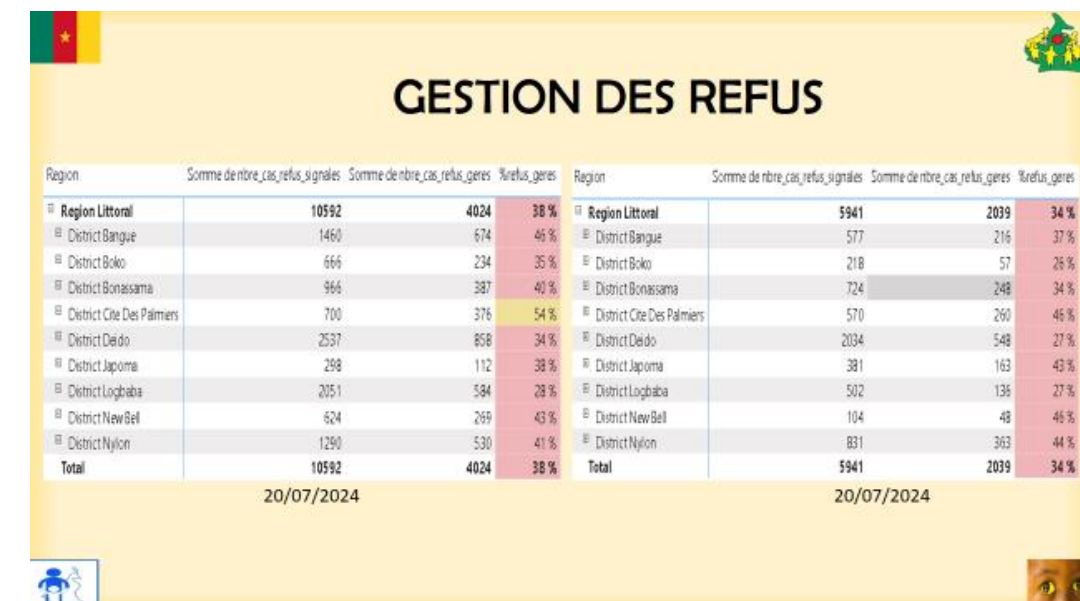 GESTION DES REFUS
Region Somme de nbre_cas_refus_signales Somme de nbre_cas_refus_geres %refus_geres
Region Littoral 10592 4024 38 %
District Bangue 1460 674 46 %
District Boko 666 234 35 %
District Bonassama 966 387 40 %
District Cite Des Palmiers 700 376 54 %
District Deido 2537 858 34 %
District Japoma 298 112 38 %
District Logbaba 2051 584 28 %
District New Bell 624 269 43 %
District Nylon 1290 530 41 %
Total 10592 4024 38 %
20/07/2024
Region Somme de nbre_cas_refus_signales Somme de nbre_cas_refus_geres %refus_geres
Region Littoral 5941 2039 34 %
District Bangue 577 216 37 %
District Boko 218 57 26 %
District Bonassama 724 248 34 %
District Cite Des Palmiers 570 260 46 %
District Deido 2034 548 27 %
District Japoma 381 163 43 %
District Logbaba 502 136 27 %
District New Bell 104 48 46 %
District Nylon 831 363 44 %
Total 5941 2039 34 %
20/07/2024